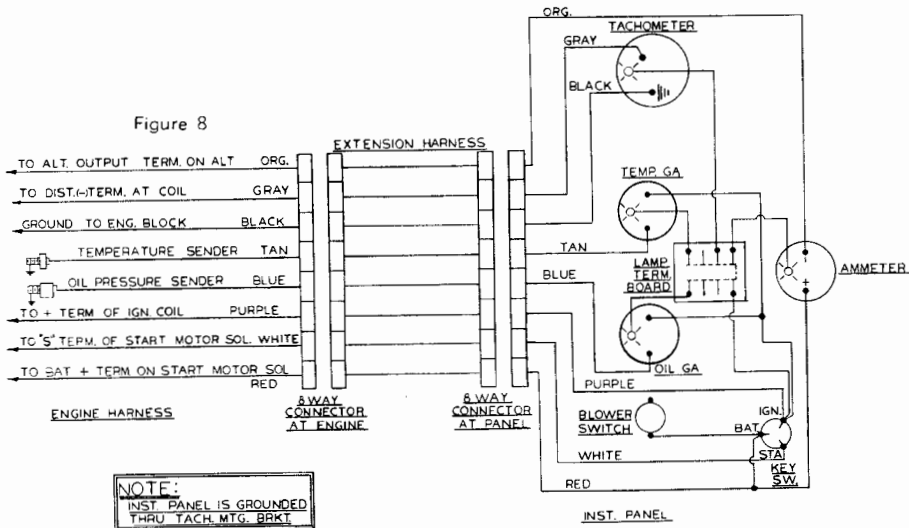 ORG.
TACHOMETER
GRAY
BLACK
Figure 8
EXTENSION HARNESS
TO ALT. OUTPUT TERM. ON ALT ORG.
TO DIST.(-)TERM. AT COIL GRAY
GROUND TO ENG. BLOCK BLACK
TEMPERATURE SENDER TAN
OIL PRESSURE SENDER BLUE
TO + TERM OF IGN. COIL PURPLE
TO "S" TERM. OF START MOTOR SOL. WHITE
TO BAT + TERM ON START MOTOR SOL
RED
ENGINE HARNESS
8 WAY
CONNECTOR
AT ENGINE
8 WAY
CONNECTOR
AT PANEL
TEMP. GA
TAN
BLUE
LAMP
TERM.
BOARD
-
+
AMMETER
OIL GA
PURPLE
BLOWER
SWITCH
IGN.
BAT.
STA.
KEY
SW.
WHITE
RED
NOTE:
INST. PANEL IS GROUNDED
THRU TACH. MTG. BRKT.
INST. PANEL